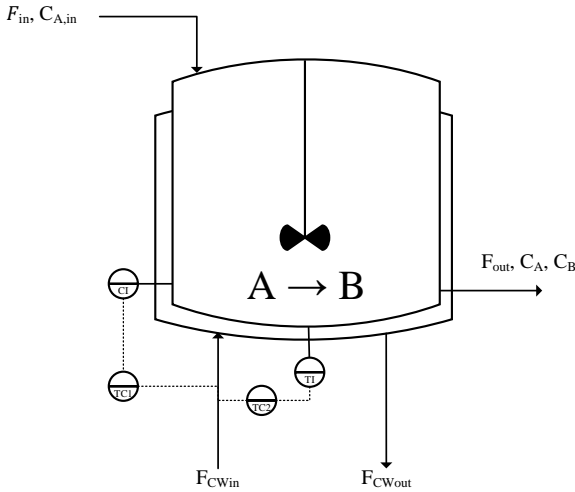 F_in, C_A,in
F_out, C_A, C_B
A → B
CI
TI
TC1
TC2
F_CWin
F_CWout